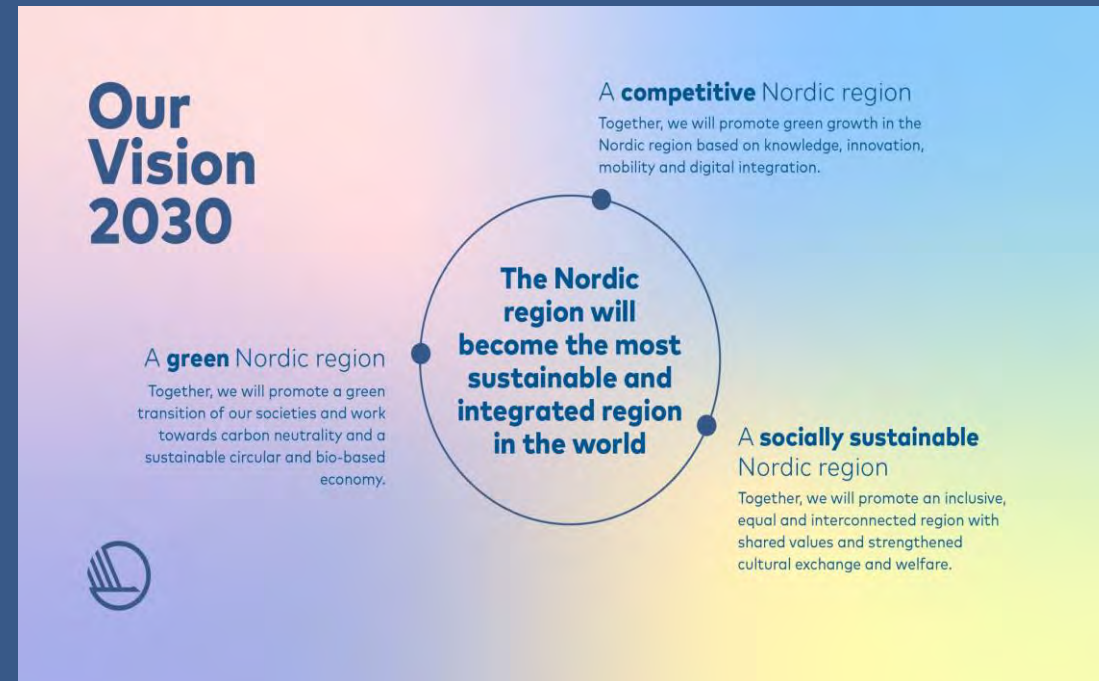 Our
Vision
2030
A competitive Nordic region
Together, we will promote green growth in the
Nordic region based on knowledge, innovation,
mobility and digital integration.
The Nordic
region will
become the most
sustainable and
integrated region
in the world
A green Nordic region
Together, we will promote a green
transition of our societies and work
towards carbon neutrality and a
sustainable circular and bio-based
economy.
A socially sustainable
Nordic region
Together, we will promote an inclusive,
equal and interconnected region with
shared values and strengthened
cultural exchange and welfare.